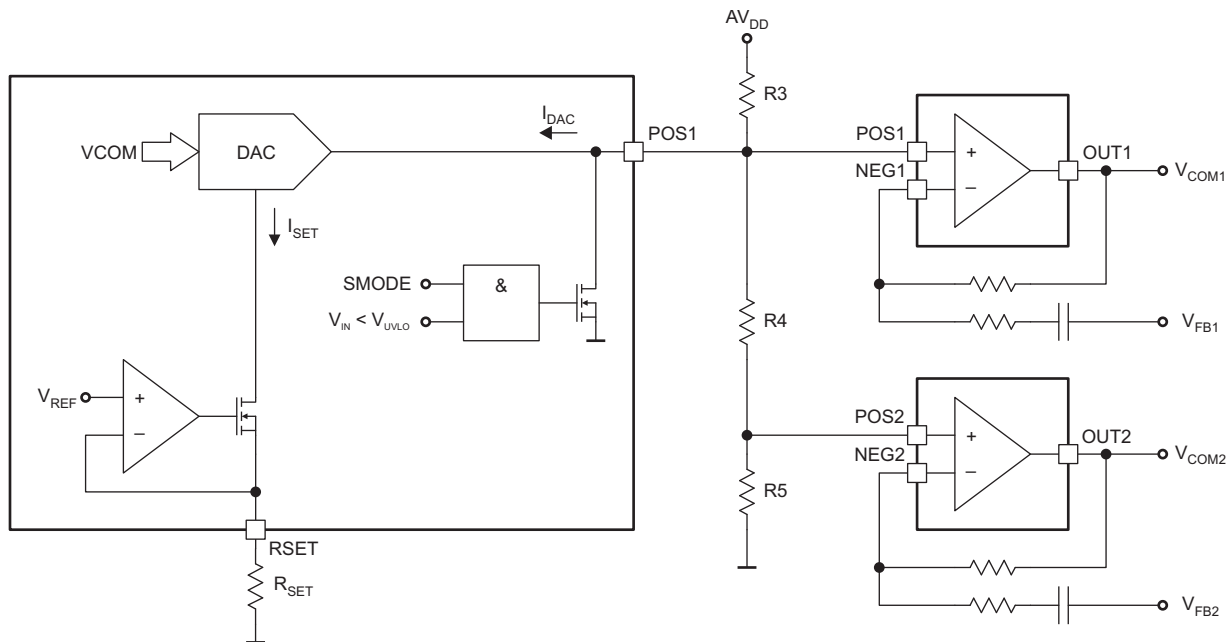 AVDD
R3
IDAC
POS1
POS1
NEG1
+
–
OUT1
VCOM1
VCOM
DAC
ISET
SMODE
VIN < VUVLO
&
R4
VFB1
VREF
+
–
POS2
NEG2
+
–
OUT2
VCOM2
R5
RSET
RSET
VFB2